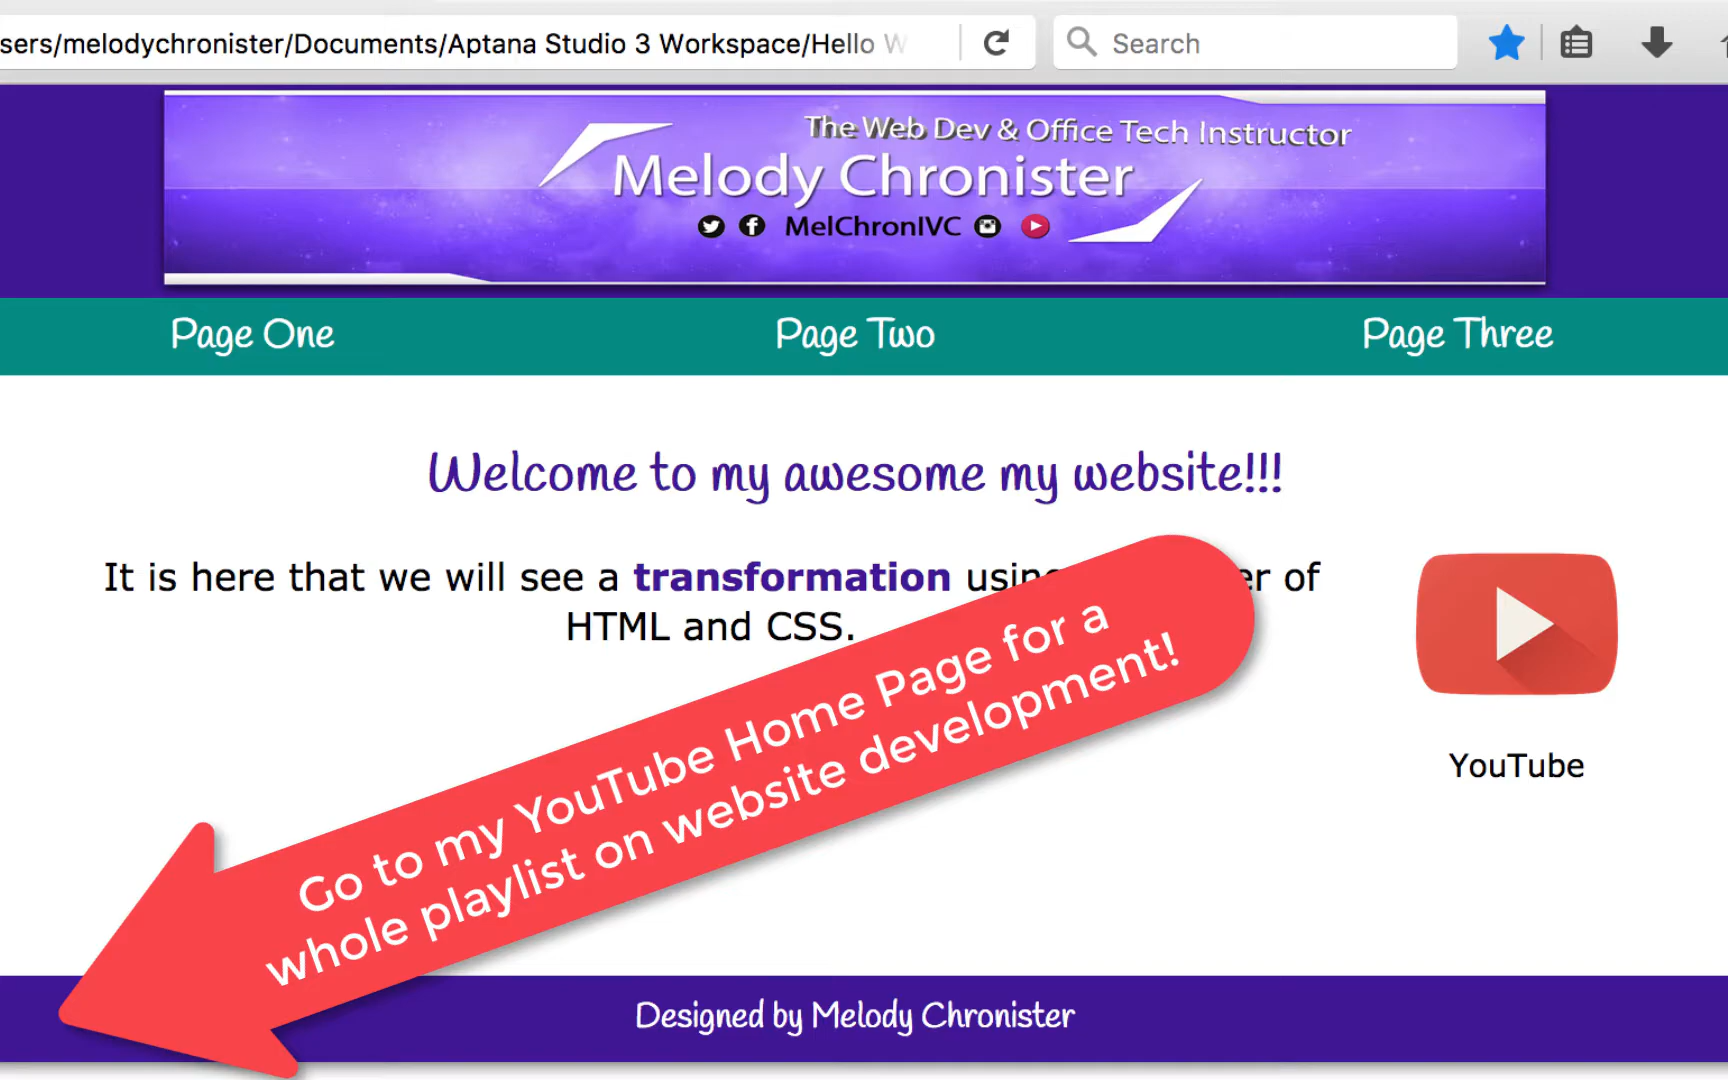 sers/melodychronister/Documents/Aptana Studio 3 Workspace/Hello W
Search
The Web Dev & Office Tech Instructor
Melody Chronister
MelChronIVC
Page One
Page Two
Page Three
Welcome to my awesome my website!!!
It is here that we will see a transformation using er of
HTML and CSS.
YouTube
Go to my YouTube Home Page for a
whole playlist on website development!
Designed by Melody Chronister